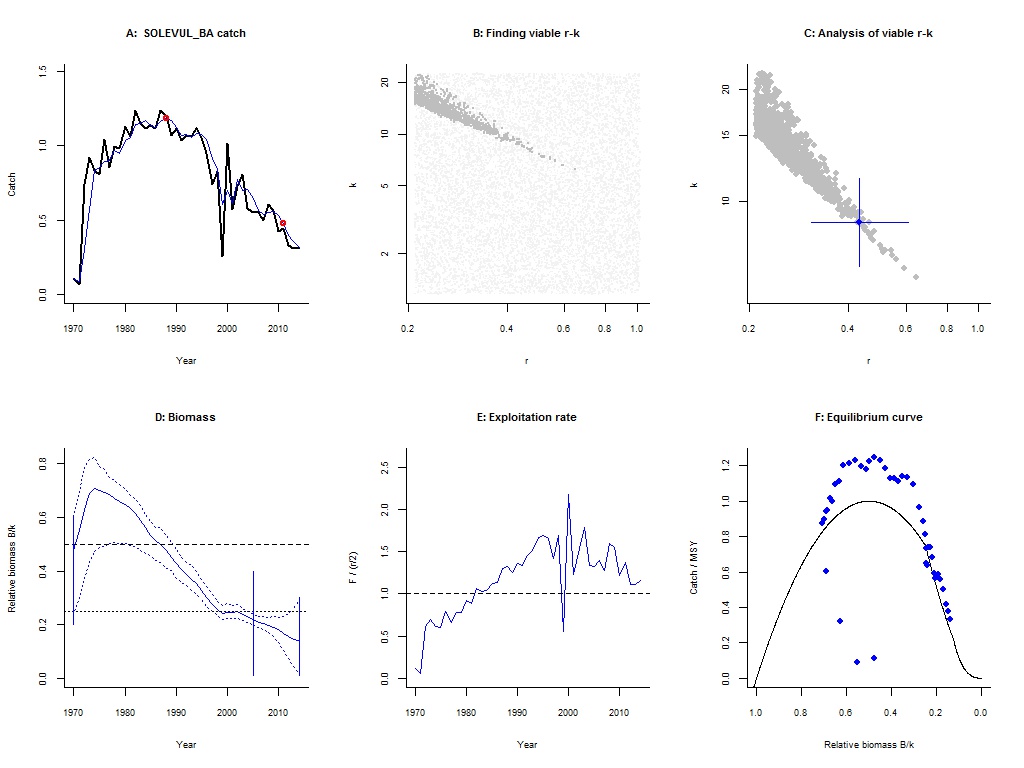 A:  SOLEVUL_BA catch
Catch
1.5
1.0
0.5
0.0
1970 1980 1990 2000 2010
Year
B: Finding viable r-k
k
20
10
5
2
0.2 0.4 0.6 0.8 1.0
r
C: Analysis of viable r-k
k
20
15
10
0.2 0.4 0.6 0.8 1.0
r
D: Biomass
Relative biomass B/k
0.8
0.6
0.4
0.2
0.0
1970 1980 1990 2000 2010
Year
E: Exploitation rate
F / (r/2)
2.5
2.0
1.5
1.0
0.5
0.0
1970 1980 1990 2000 2010
Year
F: Equilibrium curve
Catch / MSY
1.2
1.0
0.8
0.6
0.4
0.2
0.0
1.0 0.8 0.6 0.4 0.2 0.0
Relative biomass B/k